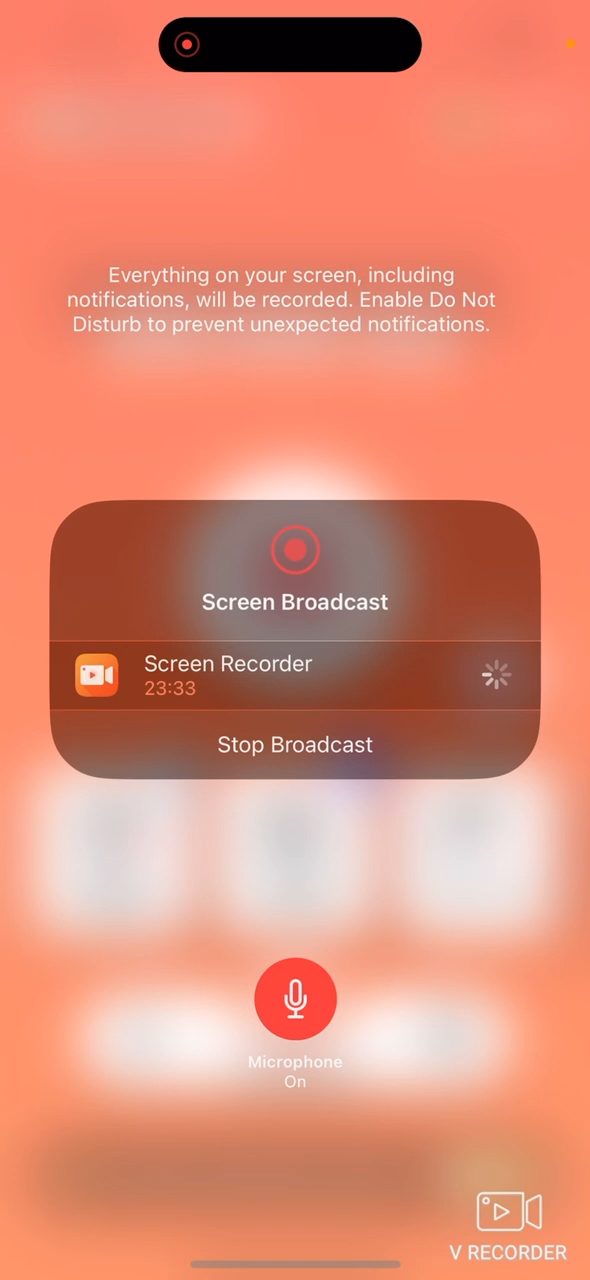 Everything on your screen, including
notifications, will be recorded. Enable Do Not
Disturb to prevent unexpected notifications.
Screen Broadcast
Screen Recorder
23:33
Stop Broadcast
Microphone
On
V RECORDER